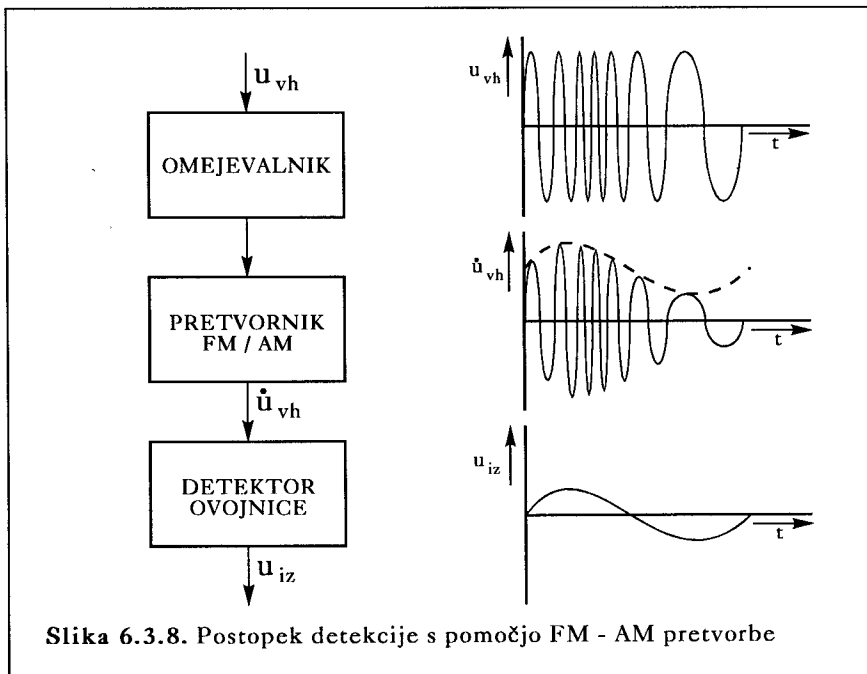 u vh
OMEJEVALNIK
PRETVORNIK
FM / AM
u̇ vh
DETEKTOR
OVOJNICE
u iz
u vh
t
u̇ vh
t
u iz
t
Slika 6.3.8. Postopek detekcije s pomočjo FM - AM pretvorbe